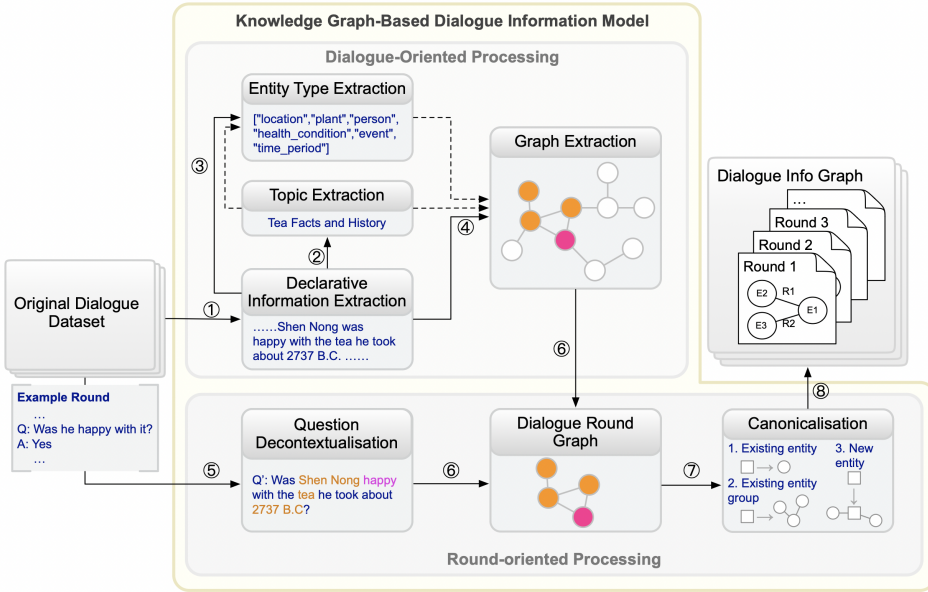 Knowledge Graph-Based Dialogue Information Model
Dialogue-Oriented Processing
Entity Type Extraction
["location","plant","person",
"health_condition","event",
"time_period"]
③
Topic Extraction
Tea Facts and History
②
Declarative
Information Extraction
……Shen Nong was
happy with the tea he took
about 2737 B.C. ……
①
④
Graph Extraction
Original Dialogue
Dataset
Example Round
…
Q: Was he happy with it?
A: Yes
…
⑤
Question
Decontextualisation
Q': Was Shen Nong happy
with the tea he took about
2737 B.C?
⑥
⑥
Dialogue Round
Graph
⑦
Canonicalisation
1. Existing entity
2. Existing entity
group
3. New
entity
⑧
Round-oriented Processing
Dialogue Info Graph
…
Round 3
Round 2
Round 1
E2
R1
E1
E3
R2